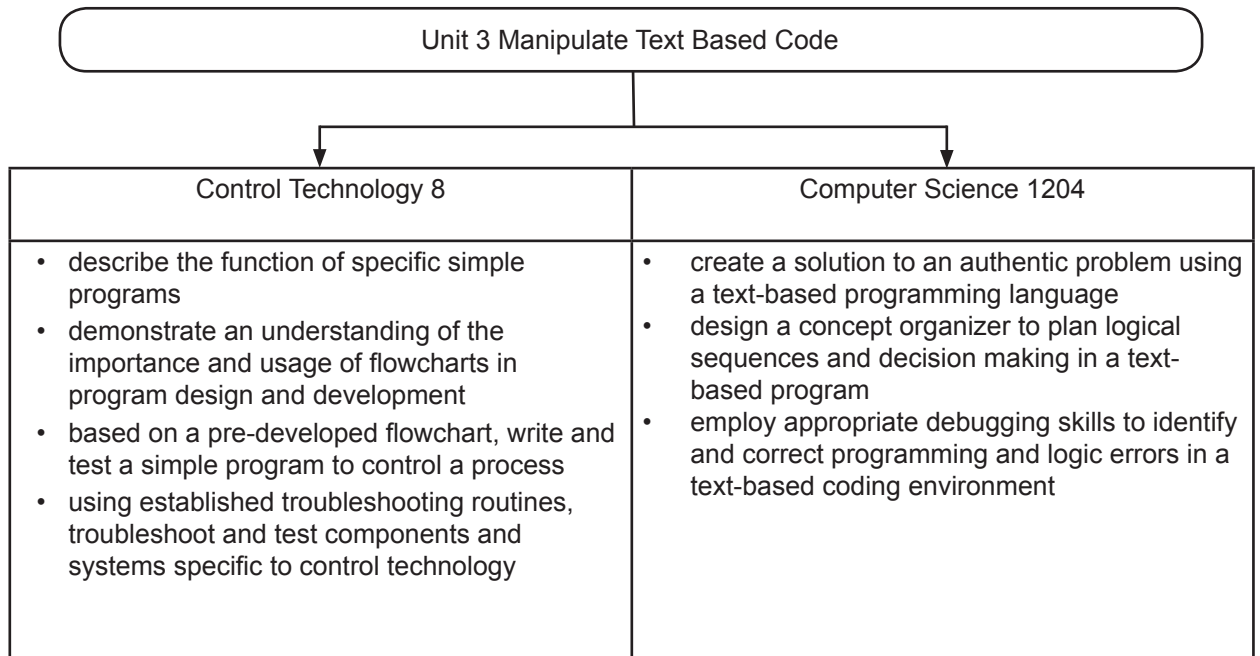 Unit 3 Manipulate Text Based Code
Control Technology 8
• describe the function of specific simple
programs
• demonstrate an understanding of the
importance and usage of flowcharts in
program design and development
• based on a pre-developed flowchart, write and
test a simple program to control a process
• using established troubleshooting routines,
troubleshoot and test components and
systems specific to control technology
Computer Science 1204
• create a solution to an authentic problem using
a text-based programming language
• design a concept organizer to plan logical
sequences and decision making in a text-
based program
• employ appropriate debugging skills to identify
and correct programming and logic errors in a
text-based coding environment